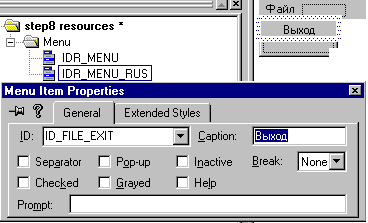 step8 resources *
Файл
Menu
Выход
IDR_MENU
IDR_MENU_RUS
Menu Item Properties
General
Extended Styles
ID:
ID_FILE_EXIT
Caption:
Выход
Separator
Pop-up
Inactive
Break:
None
Checked
Grayed
Help
Prompt: